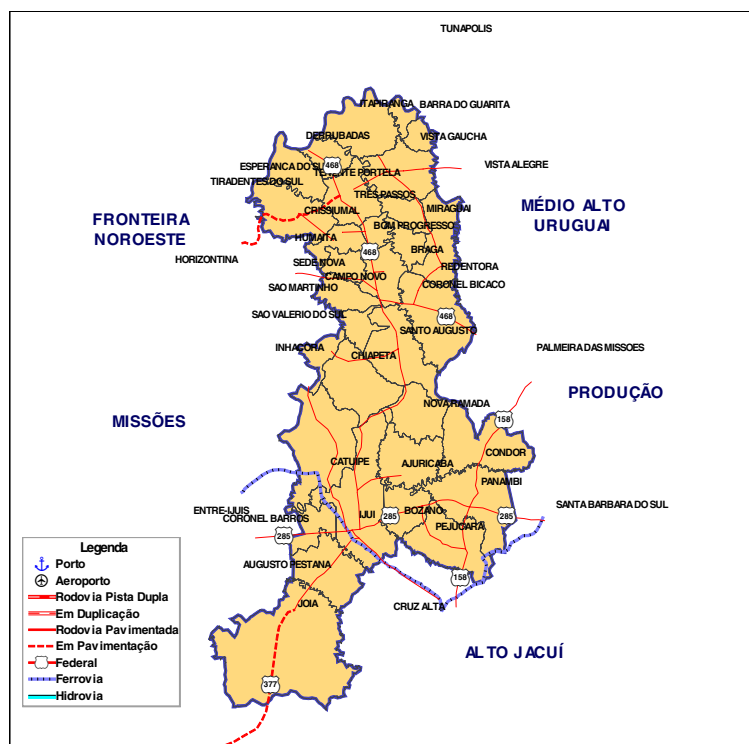 TUNAPOLIS
ITAPIRANGA
BARRA DO GUARITA
DERRUBADAS
VISTA GAUCHA
ESPERANCA DO SUL
468
TENENTE PORTELA
VISTA ALEGRE
TIRADENTES DO SUL
TRÊS PASSOS
CRISSIUMAL
MIRAGUAI
MÉDIO ALTO
URUGUAI
FRONTEIRA
NOROESTE
BOM PROGRESSO
HUMAITA
BRAGA
468
HORIZONTINA
SEDE NOVA
REDENTORA
CAMPO NOVO
CORONEL BICACO
SAO MARTINHO
SAO VALERIO DO SUL
468
SANTO AUGUSTO
INHACORA
CHIAPETA
PALMEIRA DAS MISSOES
PRODUÇÃO
NOVA RAMADA
MISSÕES
158
CONDOR
CATUIPE
AJURICABA
PANAMBI
ENTRE-IJUIS
CORONEL BARROS
IJUI
285
BOZANO
285
SANTA BARBARA DO SUL
PEJUCARA
285
AUGUSTO PESTANA
158
JOIA
CRUZ ALTA
ALTO JACUÍ
377
Legenda
Porto
Aeroporto
Rodovia Pista Dupla
Em Duplicação
Rodovia Pavimentada
Em Pavimentação
Federal
Ferrovia
Hidrovia